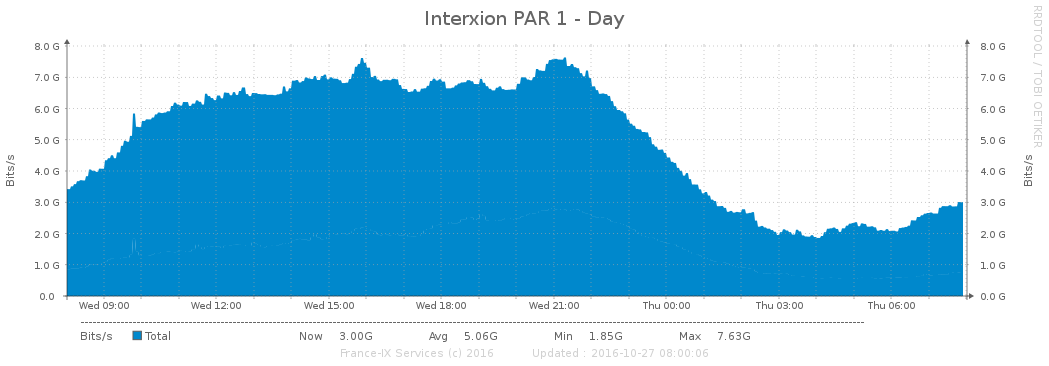 Interxion PAR 1 - Day
RRDTOOL / TOBI OETIKER
8.0 G 8.0 G
7.0 G 7.0 G
6.0 G 6.0 G
5.0 G 5.0 G
4.0 G 4.0 G
3.0 G 3.0 G
2.0 G 2.0 G
1.0 G 1.0 G
0.0 0.0 G
Bits/s Bits/s
Wed 09:00 Wed 12:00 Wed 15:00 Wed 18:00 Wed 21:00 Thu 00:00 Thu 03:00 Thu 06:00
Bits/s Total Now 3.00G Avg 5.06G Min 1.85G Max 7.63G
France-IX Services (c) 2016 Updated : 2016-10-27 08:00:06